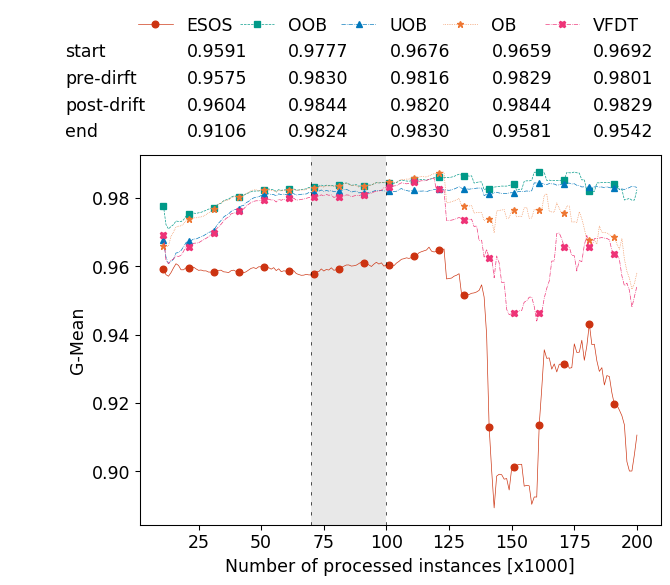 ESOS OOB UOB OB VFDT
start 0.9591 0.9777 0.9676 0.9659 0.9692
pre-dirft 0.9575 0.9830 0.9816 0.9829 0.9801
post-drift 0.9604 0.9844 0.9820 0.9844 0.9829
end 0.9106 0.9824 0.9830 0.9581 0.9542
0.98
0.96
0.94
0.92
0.90
G-Mean
25 50 75 100 125 150 175 200
Number of processed instances [x1000]